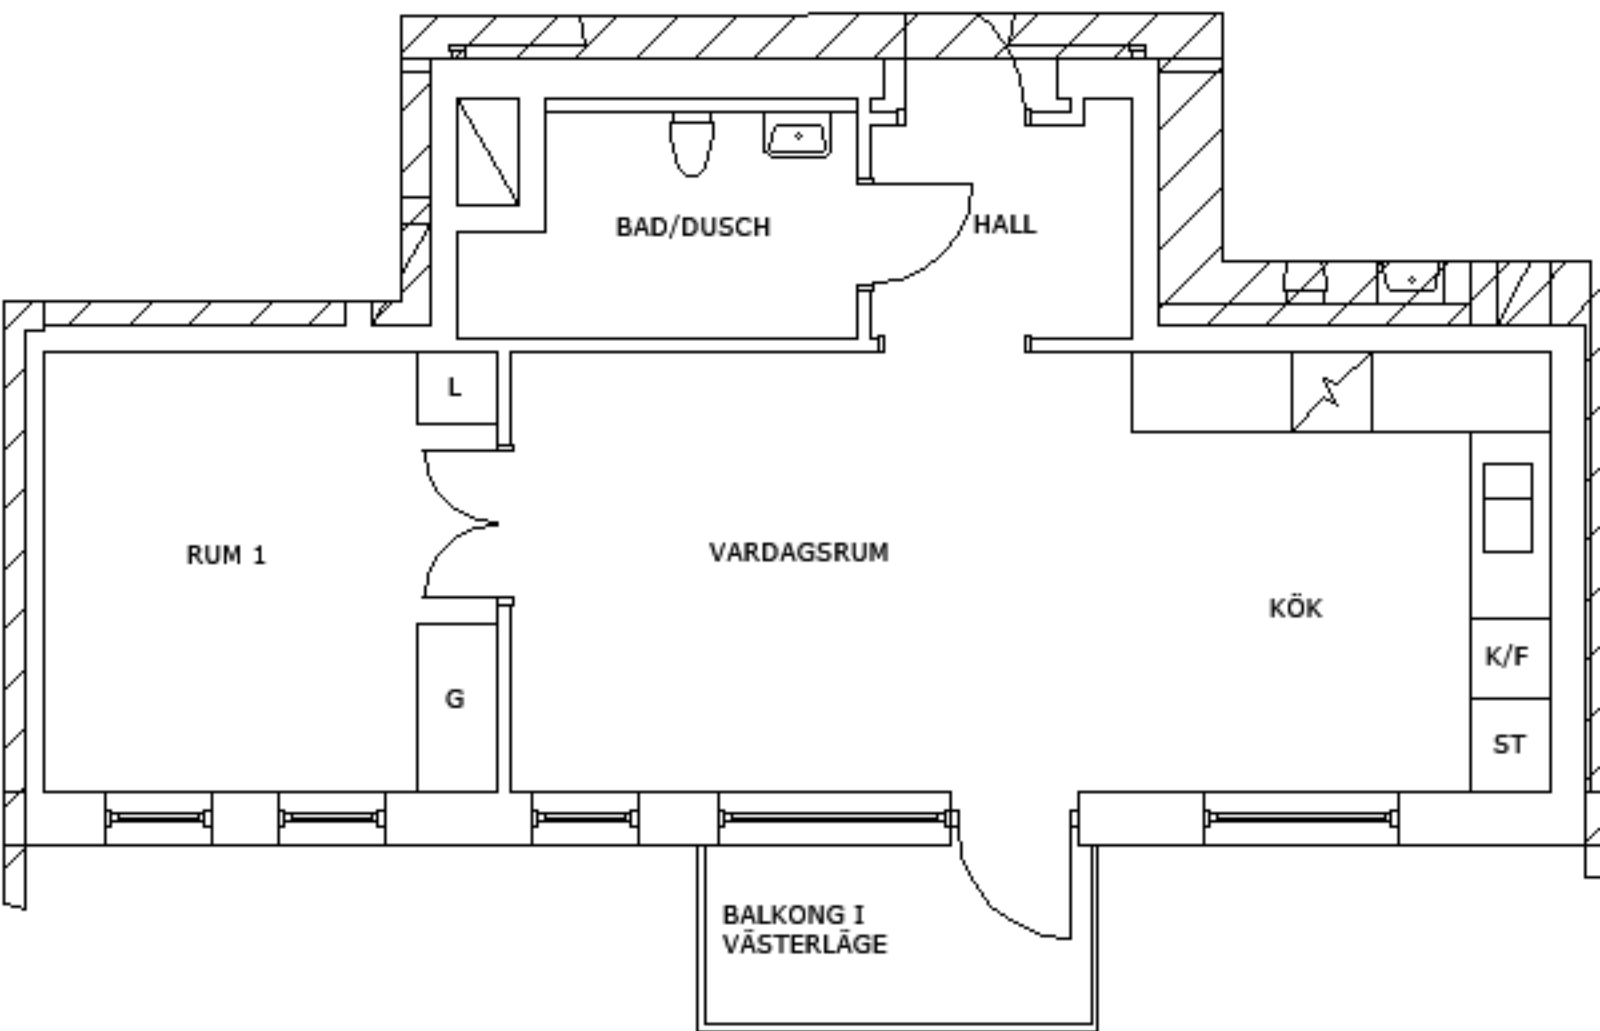 BAD/DUSCH
HALL
L
RUM 1
VARDAGSRUM
KÖK
K/F
G
ST
BALKONG I
VÄSTERLÄGE